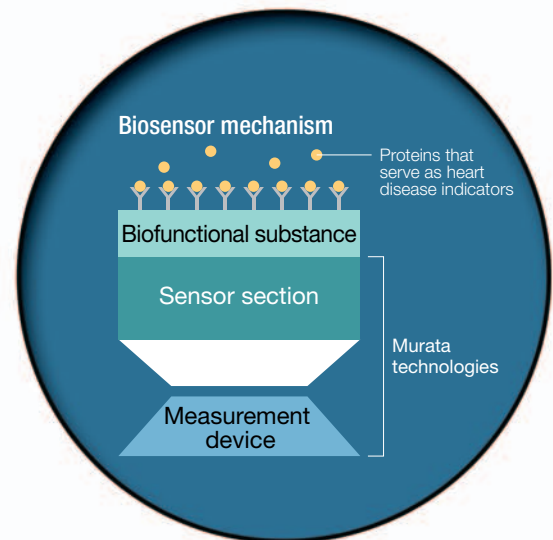 Biosensor mechanism
Proteins that
serve as heart
disease indicators
Biofunctional substance
Sensor section
Murata
technologies
Measurement
device